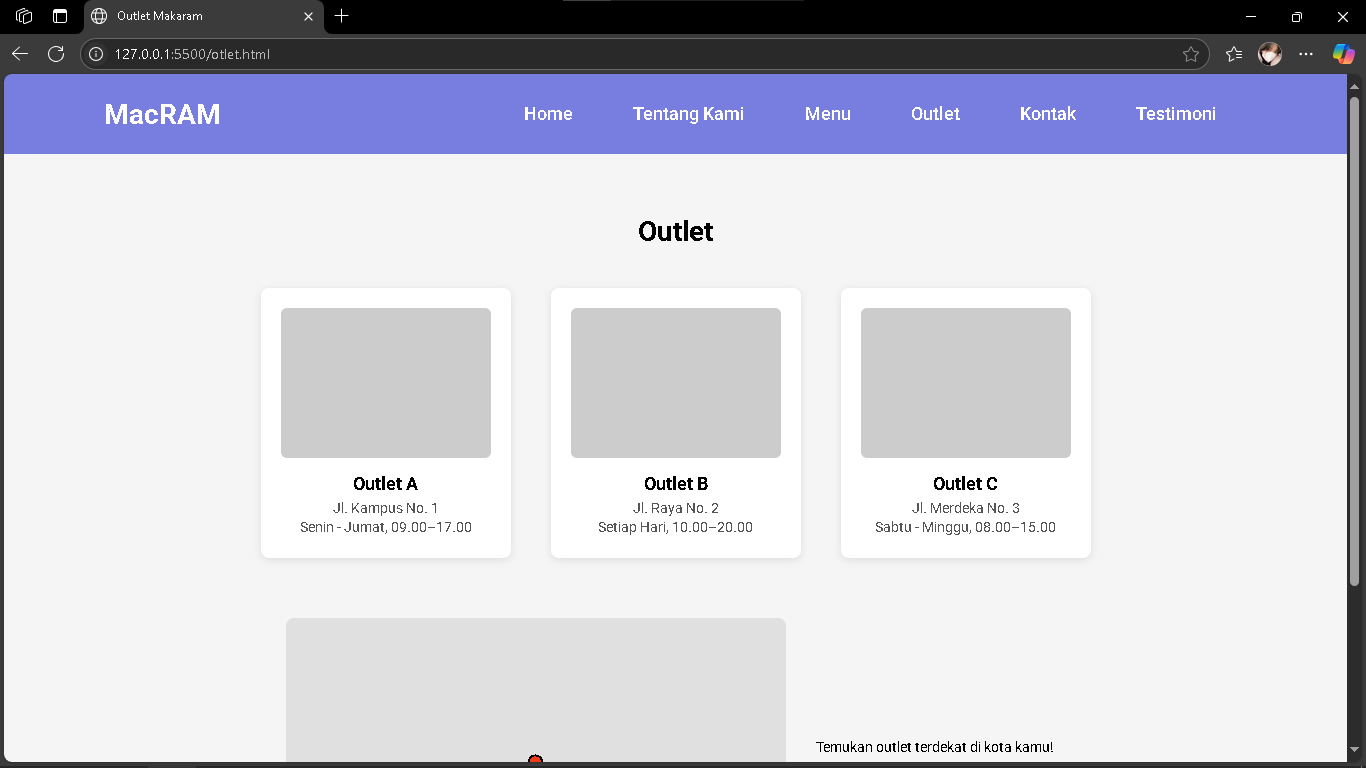 Outlet Makaram
127.0.0.1:5500/otlet.html
MacRAM
Home Tentang Kami Menu Outlet Kontak Testimoni
Outlet
Outlet A
Jl. Kampus No. 1
Senin - Jumat, 09.00–17.00
Outlet B
Jl. Raya No. 2
Setiap Hari, 10.00–20.00
Outlet C
Jl. Merdeka No. 3
Sabtu - Minggu, 08.00–15.00
Temukan outlet terdekat di kota kamu!